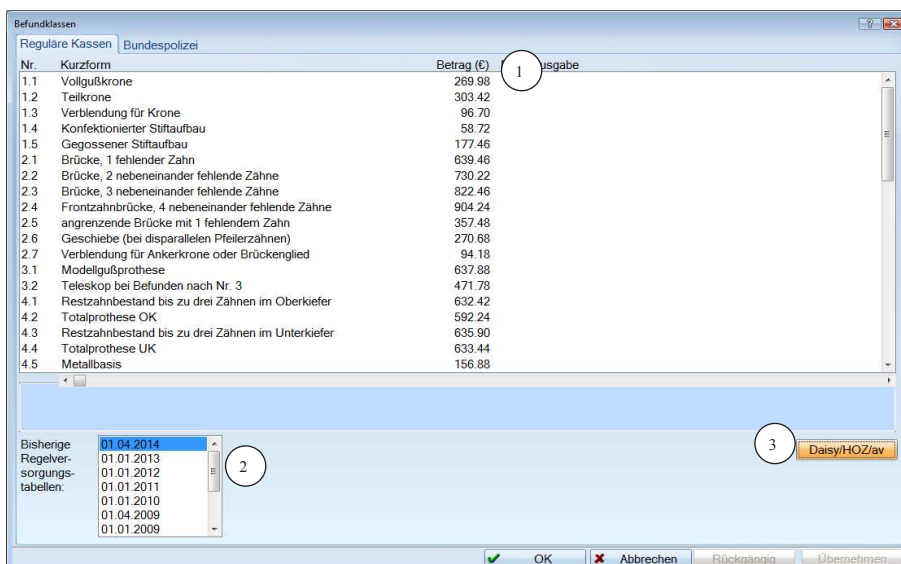 Befundklassen
Reguläre Kassen Bundespolizei
Nr. Kurzform Betrag (€) 1 usgabe
1.1 Vollgußkrone 269.98
1.2 Teilkrone 303.42
1.3 Verblendung für Krone 96.70
1.4 Konfektionierter Stiftaufbau 58.72
1.5 Gegossener Stiftaufbau 177.46
2.1 Brücke, 1 fehlender Zahn 639.46
2.2 Brücke, 2 nebeneinander fehlende Zähne 730.22
2.3 Brücke, 3 nebeneinander fehlende Zähne 822.46
2.4 Frontzahnbrücke, 4 nebeneinander fehlende Zähne 904.24
2.5 angrenzende Brücke mit 1 fehlendem Zahn 357.48
2.6 Geschiebe (bei disparallelen Pfeilerzähnen) 270.68
2.7 Verblendung für Ankerkrone oder Brückenglied 94.18
3.1 Modellgußprothese 637.88
3.2 Teleskop bei Befunden nach Nr. 3 471.78
4.1 Restzahnbestand bis zu drei Zähnen im Oberkiefer 632.42
4.2 Totalprothese OK 592.24
4.3 Restzahnbestand bis zu drei Zähnen im Unterkiefer 635.90
4.4 Totalprothese UK 633.44
4.5 Metallbasis 156.88
Bisherige 01.04.2014 3 Daisy/HOZ/av
Regelver- 01.01.2013
sorgungs- 01.01.2012 2
tabellen: 01.01.2011
01.01.2010
01.04.2009
01.01.2009
OK Abbrechen Rückgängig Übernehmen